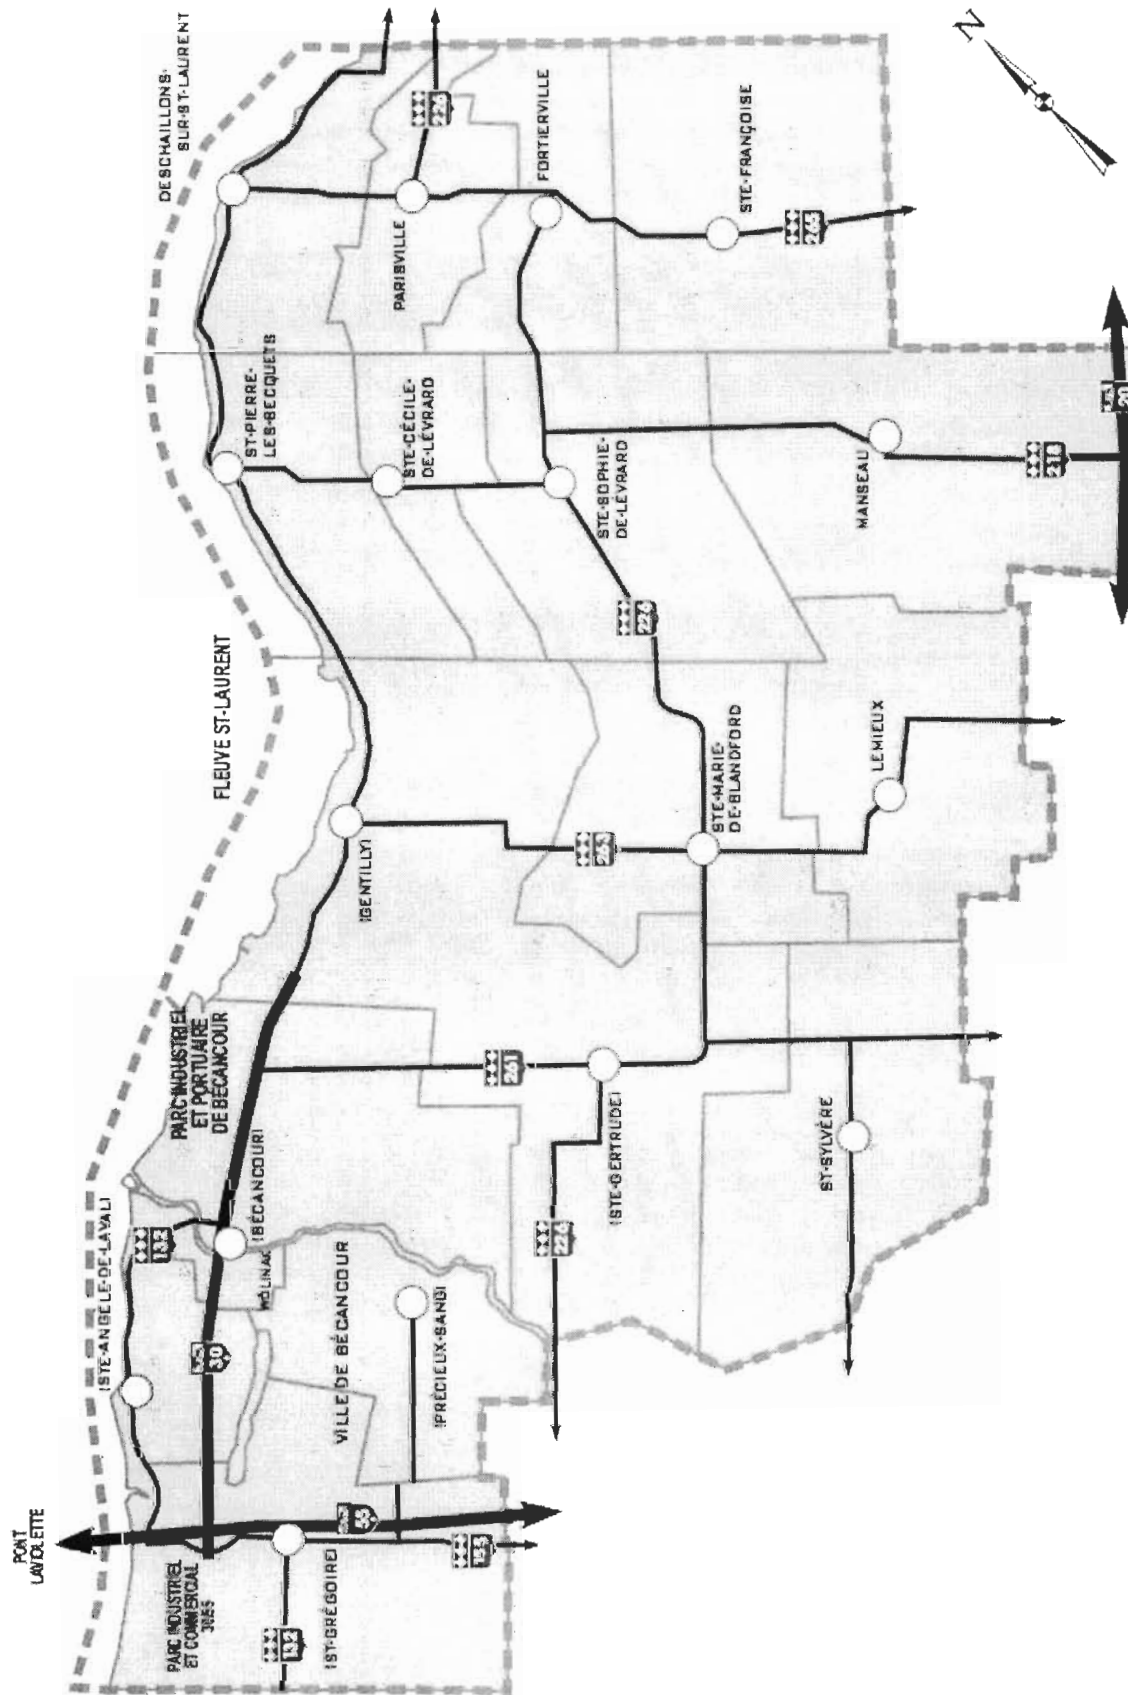 PONT
LAVIOLETTE
PARC INDUSTRIEL
ET COMMERCIAL
3055
132
(ST-GRÉGOIRE)
55
(STE-ANGÈLE-DE-LAVAL)
132
30
(BÉCANCOUR)
VILLE DE BÉCANCOUR
(PRÉCIEUX-SANG)
PARC INDUSTRIEL
ET PORTUAIRE
DE BÉCANCOUR
261
(STE-GERTRUDE)
226
ST-SYLVÈRE
FLEUVE ST-LAURENT
(GENTILLY)
263
STE-MARIE-
DE-BLANDFORD
LEMIEUX
226
ST-PIERRE-
LES-BECQUETS
STE-CÉCILE-
DE-LÉVRARD
STE-SOPHIE-
DE-LÉVRARD
MANSEAU
218
20
DESCHAILLONS-
SUR-ST-LAURENT
PARISVILLE
226
FORTIERVILLE
STE-FRANÇOISE
265
N